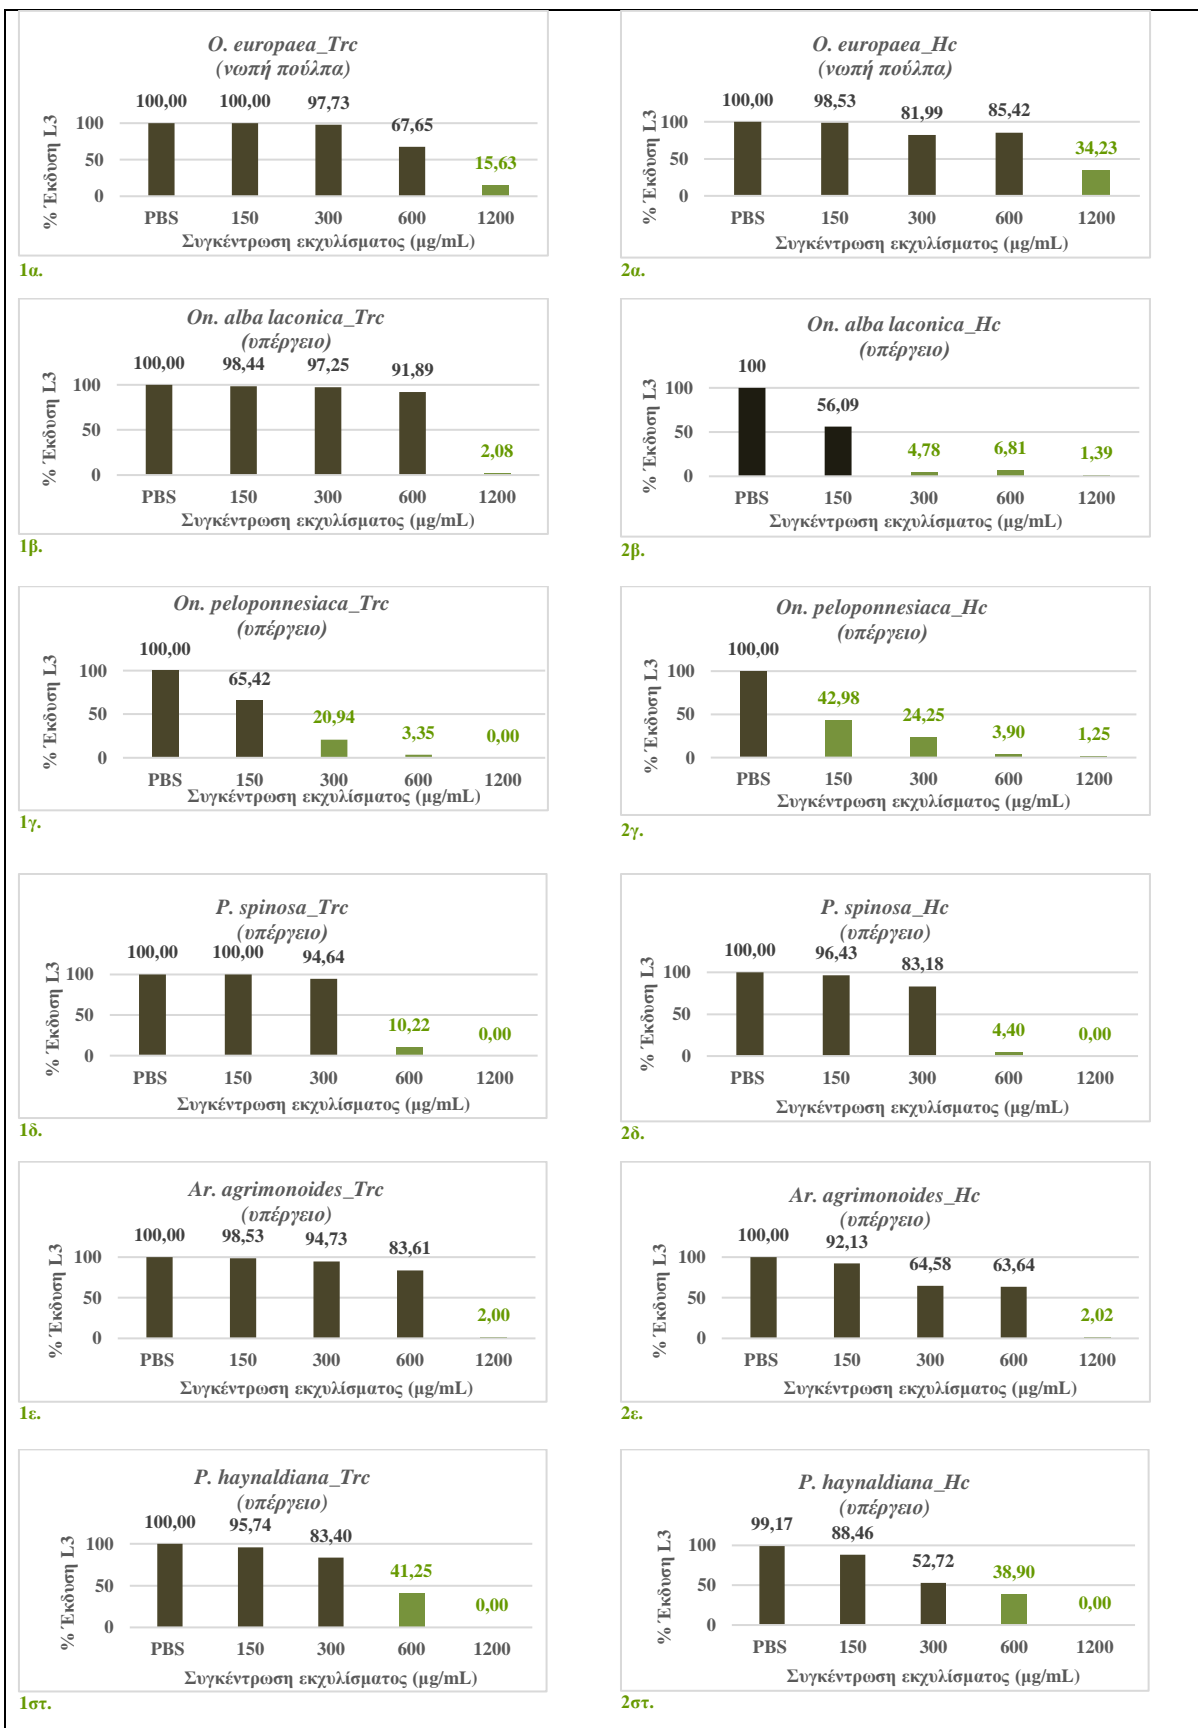 O. europaea_Trc
(νωπή πούλπα)
100,00 100,00 97,73 67,65 15,63
% Έκδυση L3
100
50
0
PBS 150 300 600 1200
Συγκέντρωση εκχυλίσματος (μg/mL)
1α.
O. europaea_Hc
(νωπή πούλπα)
100,00 98,53 81,99 85,42 34,23
% Έκδυση L3
100
50
0
PBS 150 300 600 1200
Συγκέντρωση εκχυλίσματος (μg/mL)
2α.
On. alba laconica_Trc
(υπέργειο)
100,00 98,44 97,25 91,89 2,08
% Έκδυση L3
100
50
0
PBS 150 300 600 1200
Συγκέντρωση εκχυλίσματος (μg/mL)
1β.
On. alba laconica_Hc
(υπέργειο)
100 56,09 4,78 6,81 1,39
% Έκδυση L3
100
50
0
PBS 150 300 600 1200
Συγκέντρωση εκχυλίσματος (μg/mL)
2β.
On. peloponnesiaca_Trc
(υπέργειο)
100,00 65,42 20,94 3,35 0,00
% Έκδυση L3
100
50
0
PBS 150 300 600 1200
Συγκέντρωση εκχυλίσματος (μg/mL)
1γ.
On. peloponnesiaca_Hc
(υπέργειο)
100,00 42,98 24,25 3,90 1,25
% Έκδυση L3
100
50
0
PBS 150 300 600 1200
Συγκέντρωση εκχυλίσματος (μg/mL)
2γ.
P. spinosa_Trc
(υπέργειο)
100,00 100,00 94,64 10,22 0,00
% Έκδυση L3
100
50
0
PBS 150 300 600 1200
Συγκέντρωση εκχυλίσματος (μg/mL)
1δ.
P. spinosa_Hc
(υπέργειο)
100,00 96,43 83,18 4,40 0,00
% Έκδυση L3
100
50
0
PBS 150 300 600 1200
Συγκέντρωση εκχυλίσματος (μg/mL)
2δ.
Ar. agrimonoides_Trc
(υπέργειο)
100,00 98,53 94,73 83,61 2,00
% Έκδυση L3
100
50
0
PBS 150 300 600 1200
Συγκέντρωση εκχυλίσματος (μg/mL)
1ε.
Ar. agrimonoides_Hc
(υπέργειο)
100,00 92,13 64,58 63,64 2,02
% Έκδυση L3
100
50
0
PBS 150 300 600 1200
Συγκέντρωση εκχυλίσματος (μg/mL)
2ε.
P. haynaldiana_Trc
(υπέργειο)
100,00 95,74 83,40 41,25 0,00
% Έκδυση L3
100
50
0
PBS 150 300 600 1200
Συγκέντρωση εκχυλίσματος (μg/mL)
1στ.
P. haynaldiana_Hc
(υπέργειο)
99,17 88,46 52,72 38,90 0,00
% Έκδυση L3
100
50
0
PBS 150 300 600 1200
Συγκέντρωση εκχυλίσματος (μg/mL)
2στ.